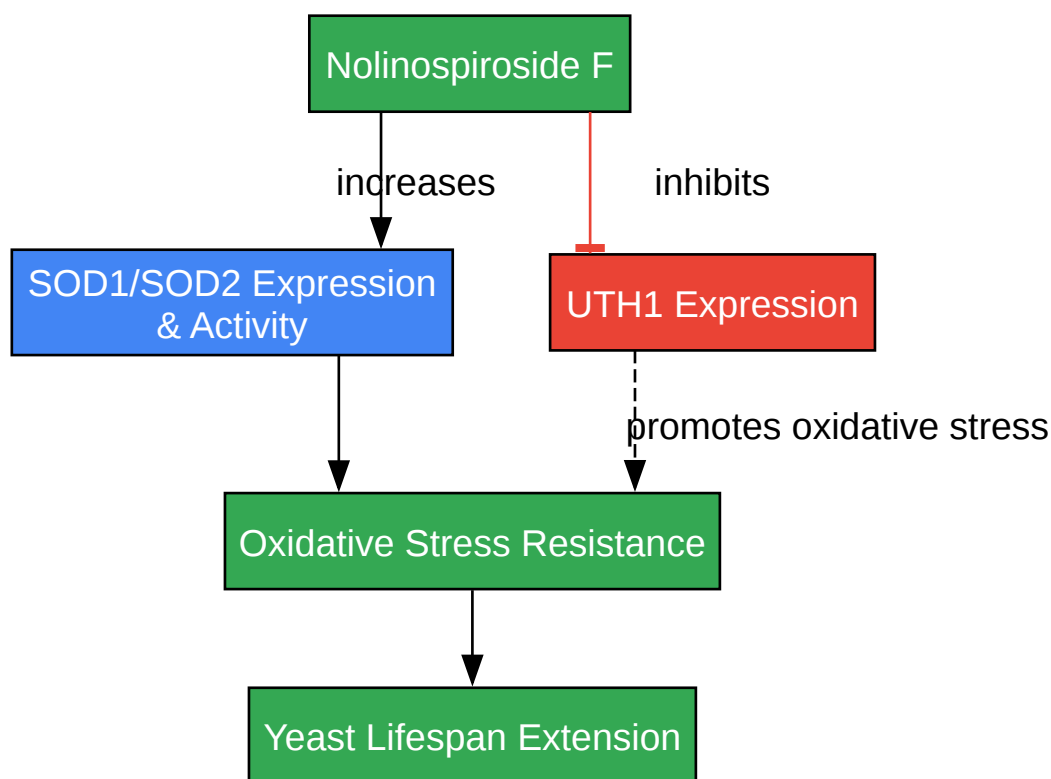 Nolinospiroside F
increases
inhibits
SOD1/SOD2 Expression
& Activity
UTH1 Expression
promotes oxidative stress
Oxidative Stress Resistance
Yeast Lifespan Extension